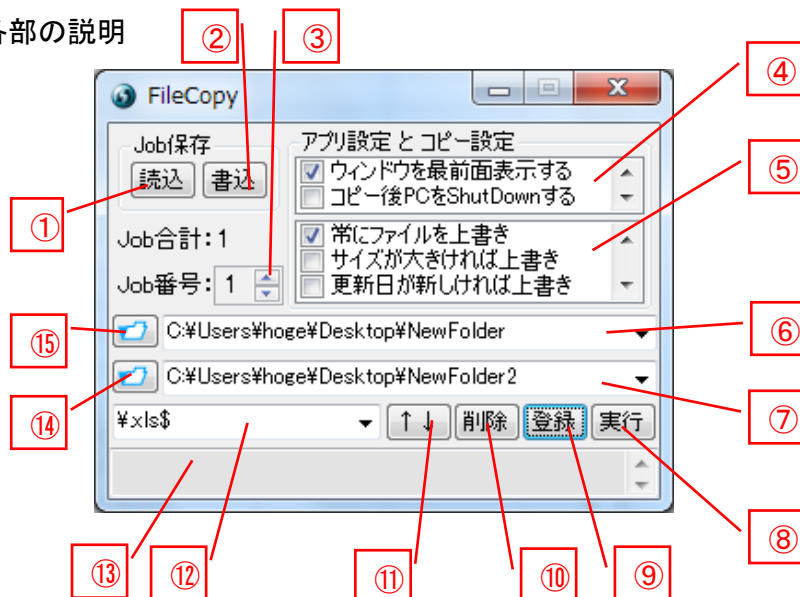 各部の説明
② ③
④
FileCopy
Job保存
アプリ設定 と コピー設定
読込 書込
ウィンドウを最前面表示する
コピー後PCをShutDownする
⑤
①
Job合計:1
常にファイルを上書き
サイズが大きければ上書き
更新日が新しければ上書き
Job番号: 1
⑮
C:¥Users¥hoge¥Desktop¥NewFolder
⑥
⑭
C:¥Users¥hoge¥Desktop¥NewFolder2
⑦
¥.xls$ ↑↓ 削除 登録 実行
⑧
⑬ ⑫ ⑪ ⑩ ⑨